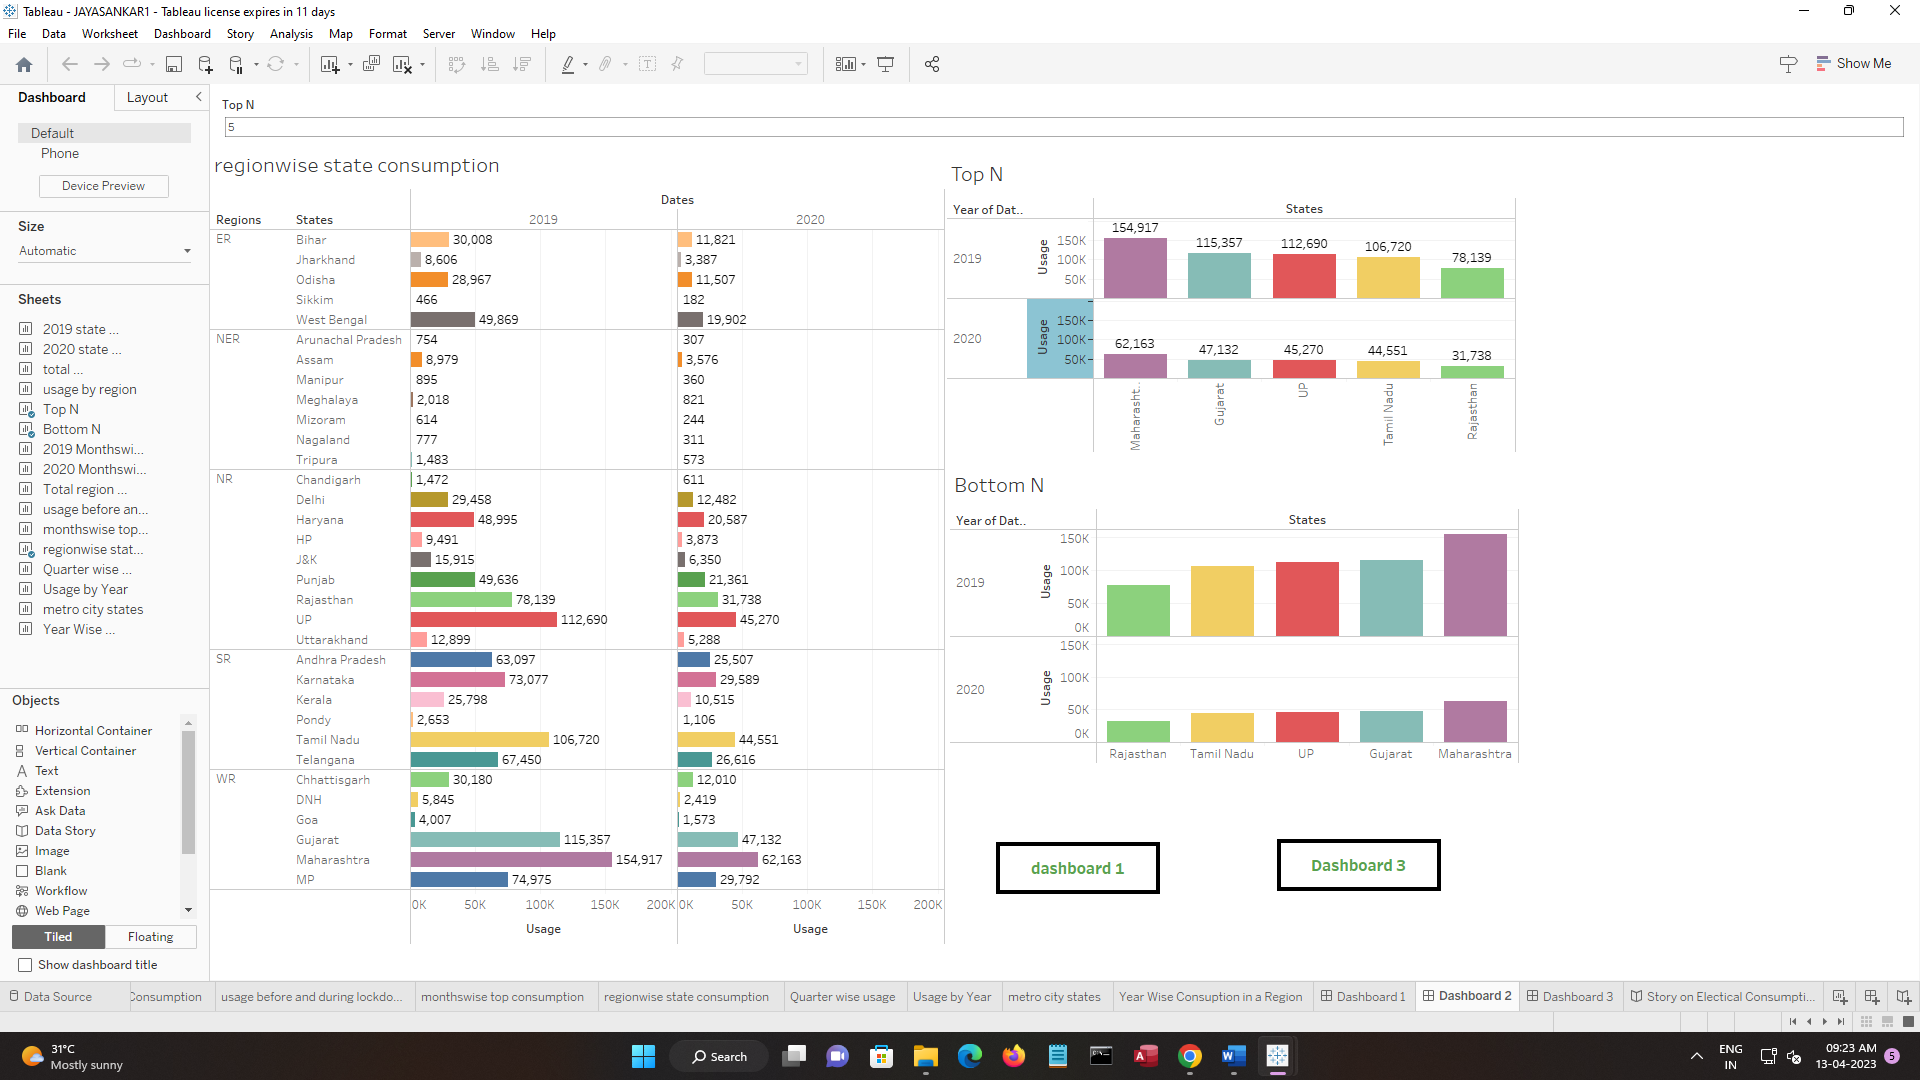 Tableau - JAYASANKAR1 - Tableau license expires in 11 days
File Data Worksheet Dashboard Story Analysis Map Format Server Window Help
Show Me
Dashboard Layout
Default
Phone
Device Preview
Size
Automatic
Sheets
2019 state ...
2020 state ...
total ...
usage by region
Top N
Bottom N
2019 Monthswi...
2020 Monthswi...
Total region ...
usage before an...
monthswise top...
regionwise stat...
Quarter wise ...
Usage by Year
metro city states
Year Wise ...
Objects
Horizontal Container
Vertical Container
Text
Extension
Ask Data
Data Story
Image
Blank
Workflow
Web Page
Tiled Floating
Show dashboard title
Top N
5
regionwise state consumption
Dates
Regions States 2019 2020
ER Bihar 30,008 11,821
Jharkhand 8,606 3,387
Odisha 28,967 11,507
Sikkim 466 182
West Bengal 49,869 19,902
NER Arunachal Pradesh 754 307
Assam 8,979 3,576
Manipur 895 360
Meghalaya 2,018 821
Mizoram 614 244
Nagaland 777 311
Tripura 1,483 573
NR Chandigarh 1,472 611
Delhi 29,458 12,482
Haryana 48,995 20,587
HP 9,491 3,873
J&K 15,915 6,350
Punjab 49,636 21,361
Rajasthan 78,139 31,738
UP 112,690 45,270
Uttarakhand 12,899 5,288
SR Andhra Pradesh 63,097 25,507
Karnataka 73,077 29,589
Kerala 25,798 10,515
Pondy 2,653 1,106
Tamil Nadu 106,720 44,551
Telangana 67,450 26,616
WR Chhattisgarh 30,180 12,010
DNH 5,845 2,419
Goa 4,007 1,573
Gujarat 115,357 47,132
Maharashtra 154,917 62,163
MP 74,975 29,792
0K 50K 100K 150K 200K 0K 50K 100K 150K 200K
Usage Usage
Top N
Year of Dat.. States
2019 Usage 150K 100K 50K
154,917 115,357 112,690 106,720 78,139
2020 Usage 150K 100K 50K
62,163 47,132 45,270 44,551 31,738
Maharasht.. Gujarat UP Tamil Nadu Rajasthan
Bottom N
Year of Dat.. States
2019 Usage 150K 100K 50K 0K
2020 Usage 150K 100K 50K 0K
Rajasthan Tamil Nadu UP Gujarat Maharashtra
dashboard 1 Dashboard 3
Data Source Consumption usage before and during lockdo... monthswise top consumption regionwise state consumption Quarter wise usage Usage by Year metro city states Year Wise Consuption in a Region Dashboard 1 Dashboard 2 Dashboard 3 Story on Electical Consumpti...
31°C
Mostly sunny
Search
ENG
IN
09:23 AM
13-04-2023
5